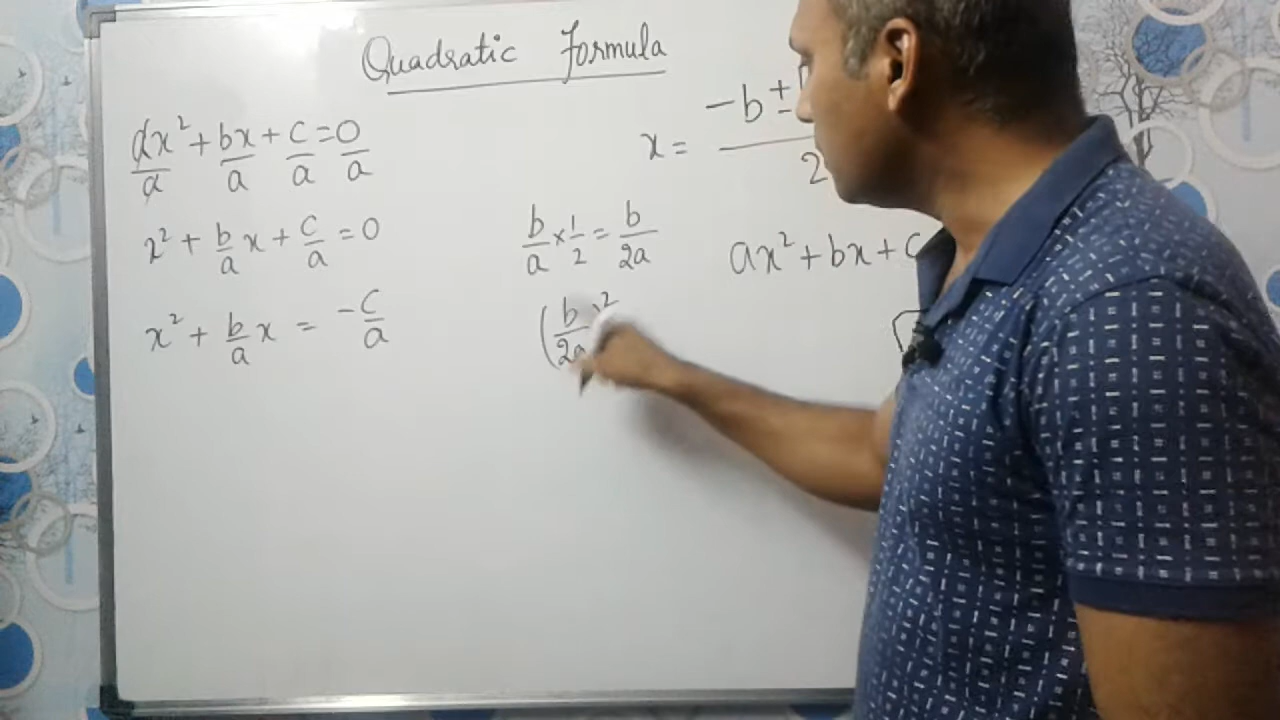 Quadratic Formula
ax² + bx + c = 0
a a a a
x² + b/a x + c/a = 0
x² + b/a x = -c/a
b/a × 1/2 = b/2a
(b/2a)²
x = -b ±
2
ax² + bx + c